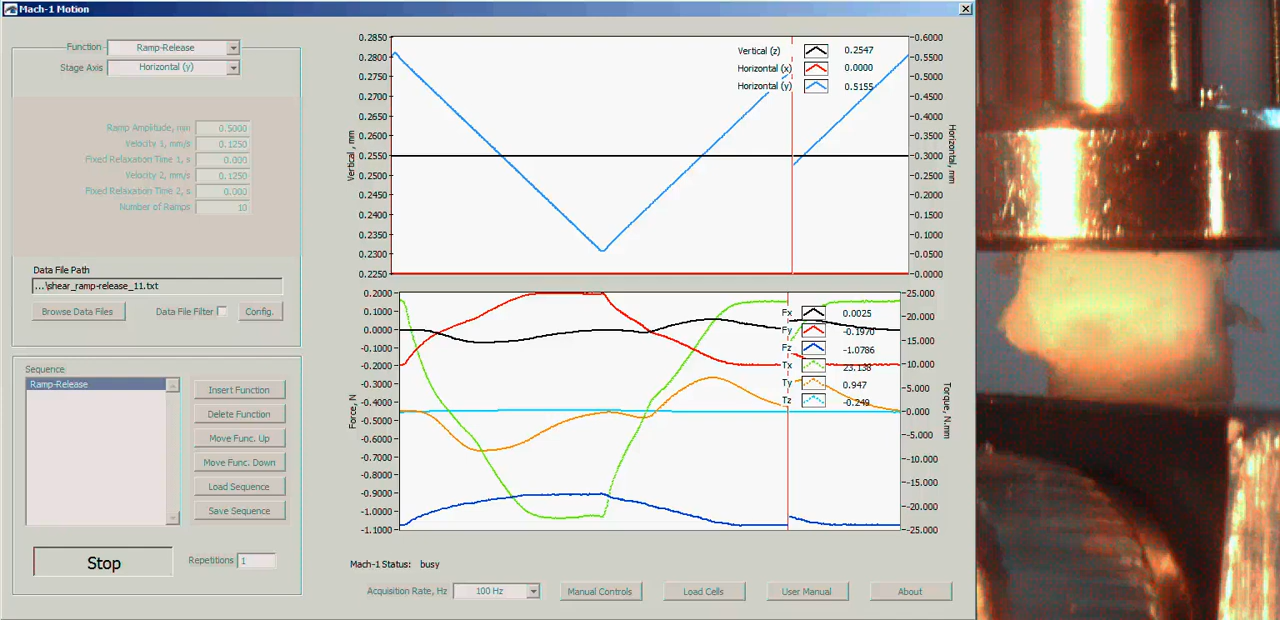 Mach-1 Motion
Function Ramp-Release
Stage Axis Horizontal (y)
Ramp Amplitude, mm 0.5000
Velocity 1, mm/s 0.1250
Fixed Relaxation Time 1, s 0.000
Velocity 2, mm/s 0.1250
Fixed Relaxation Time 2, s 0.000
Number of Ramps 10
Data File Path
...\shear_ramp-release_11.txt
Browse Data Files Data File Filter Config.
Sequence
Ramp-Release
Insert Function
Delete Function
Move Func. Up
Move Func. Down
Load Sequence
Save Sequence
Stop
Repetitions 1
Vertical, mm
0.2850
0.2800
0.2750
0.2700
0.2650
0.2600
0.2550
0.2500
0.2450
0.2400
0.2350
0.2300
0.2250
Vertical (z) 0.2547
Horizontal (x) 0.0000
Horizontal (y) 0.5155
0.6000
0.5500
0.5000
0.4500
0.4000
0.3500
0.3000
0.2500
0.2000
0.1500
0.1000
0.0500
0.0000
Horizontal, mm
Force, N
0.2000
0.1000
0.0000
-0.1000
-0.2000
-0.3000
-0.4000
-0.5000
-0.6000
-0.7000
-0.8000
-0.9000
-1.0000
-1.1000
Fx 0.0025
Fy -0.1970
Fz -1.0786
Tx 23.138
Ty 0.947
Tz -0.249
25.000
20.000
15.000
10.000
5.000
0.000
-5.000
-10.000
-15.000
-20.000
-25.000
Torque, N.mm
Mach-1 Status: busy
Acquisition Rate, Hz 100 Hz Manual Controls Load Cells User Manual About